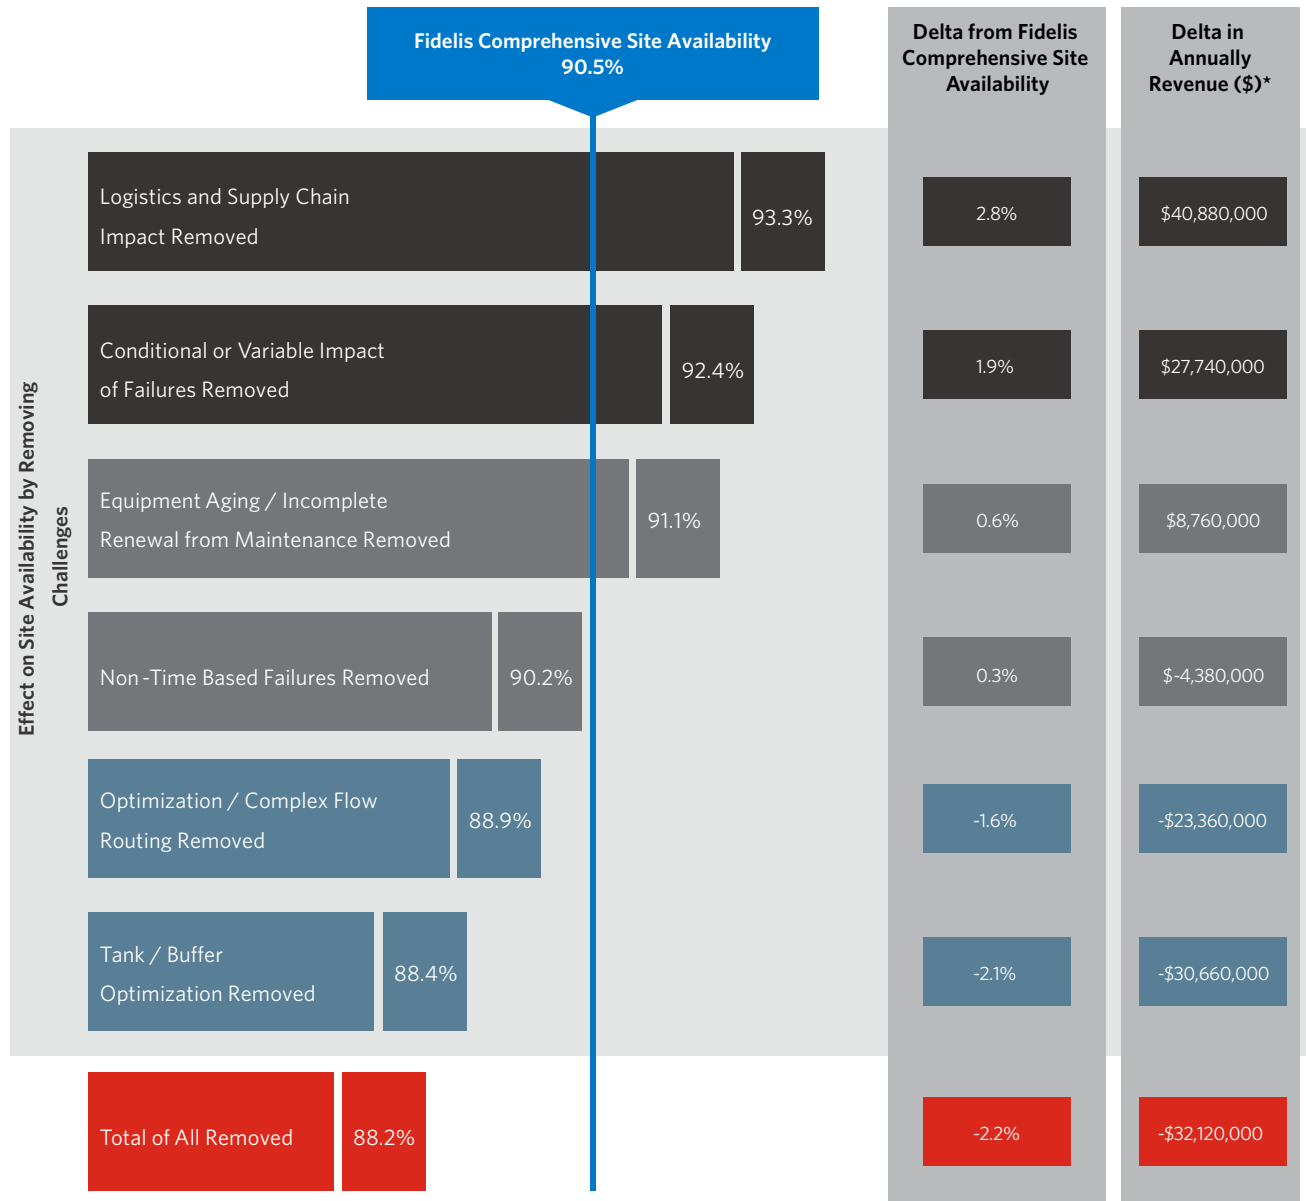 Fidelis Comprehensive Site Availability
90.5%
Delta from Fidelis
Comprehensive Site
Availability
Delta in
Annually
Revenue ($)*
Effect on Site Availability by Removing
Challenges
Logistics and Supply Chain
Impact Removed
93.3%
2.8%
$40,880,000
Conditional or Variable Impact
of Failures Removed
92.4%
1.9%
$27,740,000
Equipment Aging / Incomplete
Renewal from Maintenance Removed
91.1%
0.6%
$8,760,000
Non-Time Based Failures Removed
90.2%
0.3%
$-4,380,000
Optimization / Complex Flow
Routing Removed
88.9%
-1.6%
-$23,360,000
Tank / Buffer
Optimization Removed
88.4%
-2.1%
-$30,660,000
Total of All Removed
88.2%
-2.2%
-$32,120,000